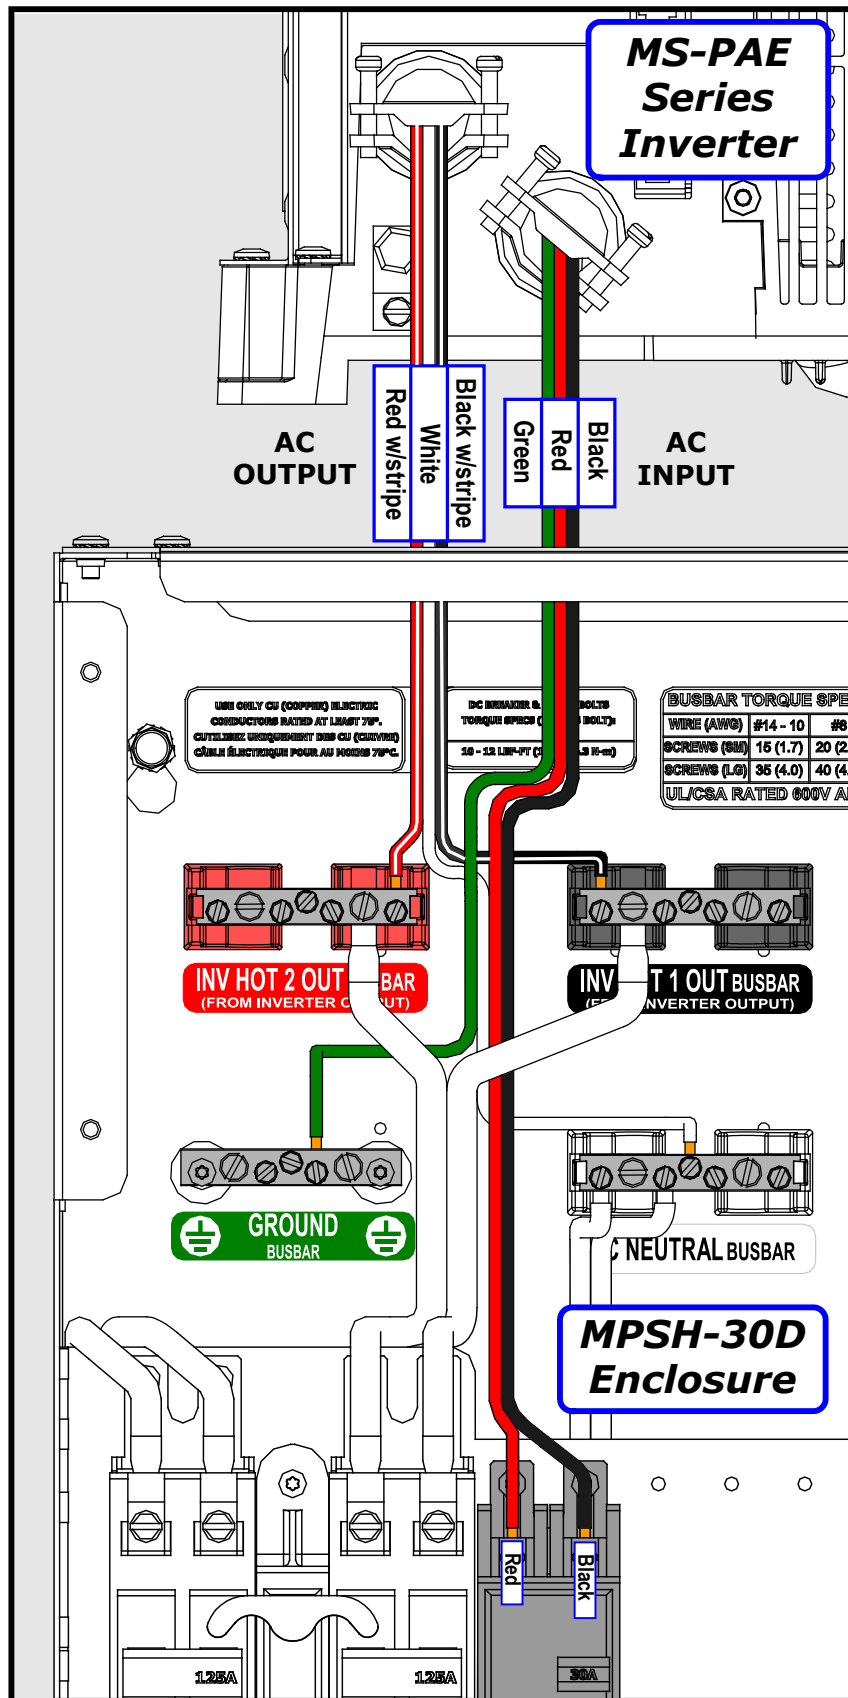 MS-PAE
Series
Inverter
AC
OUTPUT
Red w/stripe
White
Black w/stripe
Green
Red
Black
AC
INPUT
USE ONLY CU (COPPER) ELECTRIC
CONDUCTORS RATED AT LEAST 75°.
CUTILISEZ UNIQUEMENT DES CU (CUIVRE)
CÂBLE ÉLECTRIQUE POUR AU MOINS 75°C.
DC BREAKER & BOLTS
TORQUE SPECS ( BOLT):
10 - 12 LBF-FT (1 .3 N-m)
BUSBAR TORQUE SPE
WIRE (AWG) #14 - 10 #8
SCREWS (SM) 15 (1.7) 20 (2.
SCREWS (LG) 35 (4.0) 40 (4.
UL/CSA RATED 600V A
INV HOT 2 OUT BAR
(FROM INVERTER O UT)
INV T 1 OUT BUSBAR
INVERTER OUTPUT)
GROUND
BUSBAR
C NEUTRAL BUSBAR
MPSH-30D
Enclosure
Red
Black
125A
125A
30A